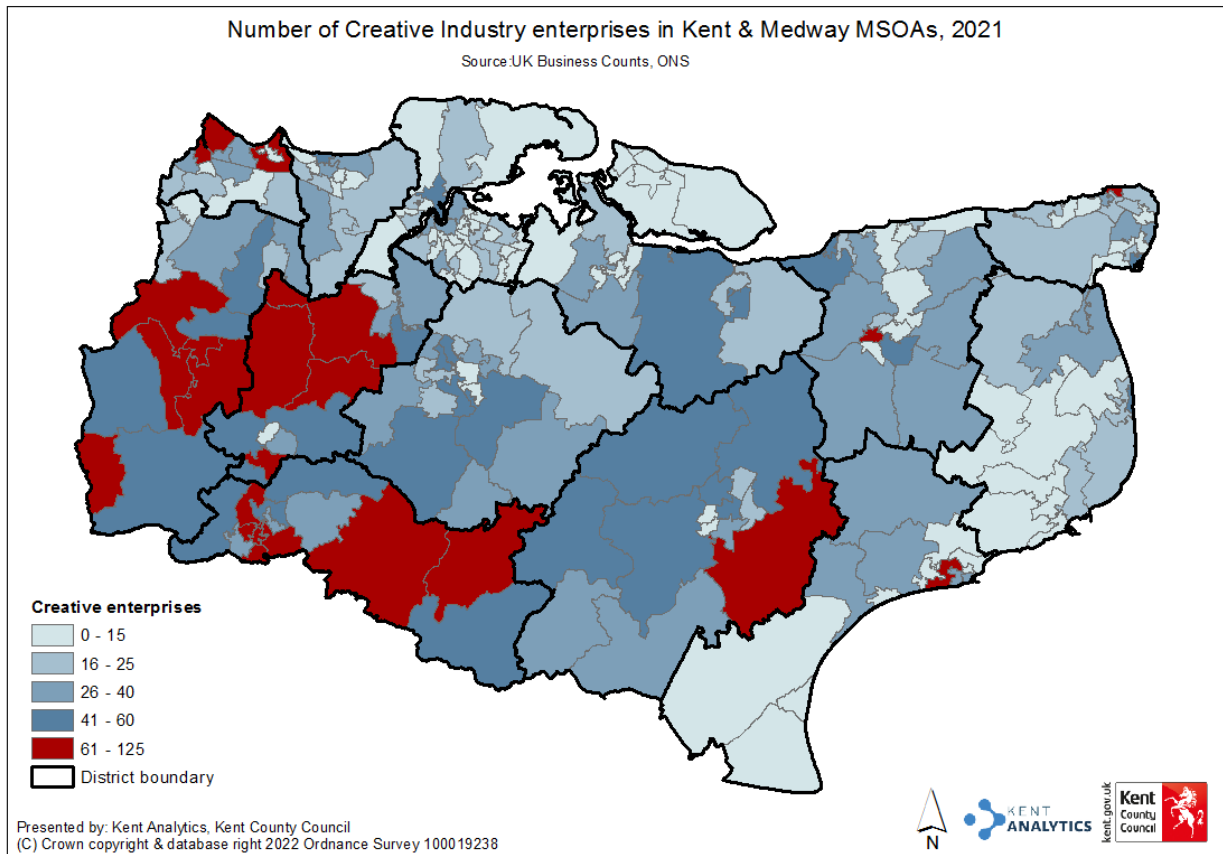 Number of Creative Industry enterprises in Kent & Medway MSOAs, 2021
Source:UK Business Counts, ONS
Creative enterprises
0 - 15
16 - 25
26 - 40
41 - 60
61 - 125
District boundary
Presented by: Kent Analytics, Kent County Council
(C) Crown copyright & database right 2022 Ordnance Survey 100019238
N
KENT
ANALYTICS
kent.gov.uk
Kent
County
Council